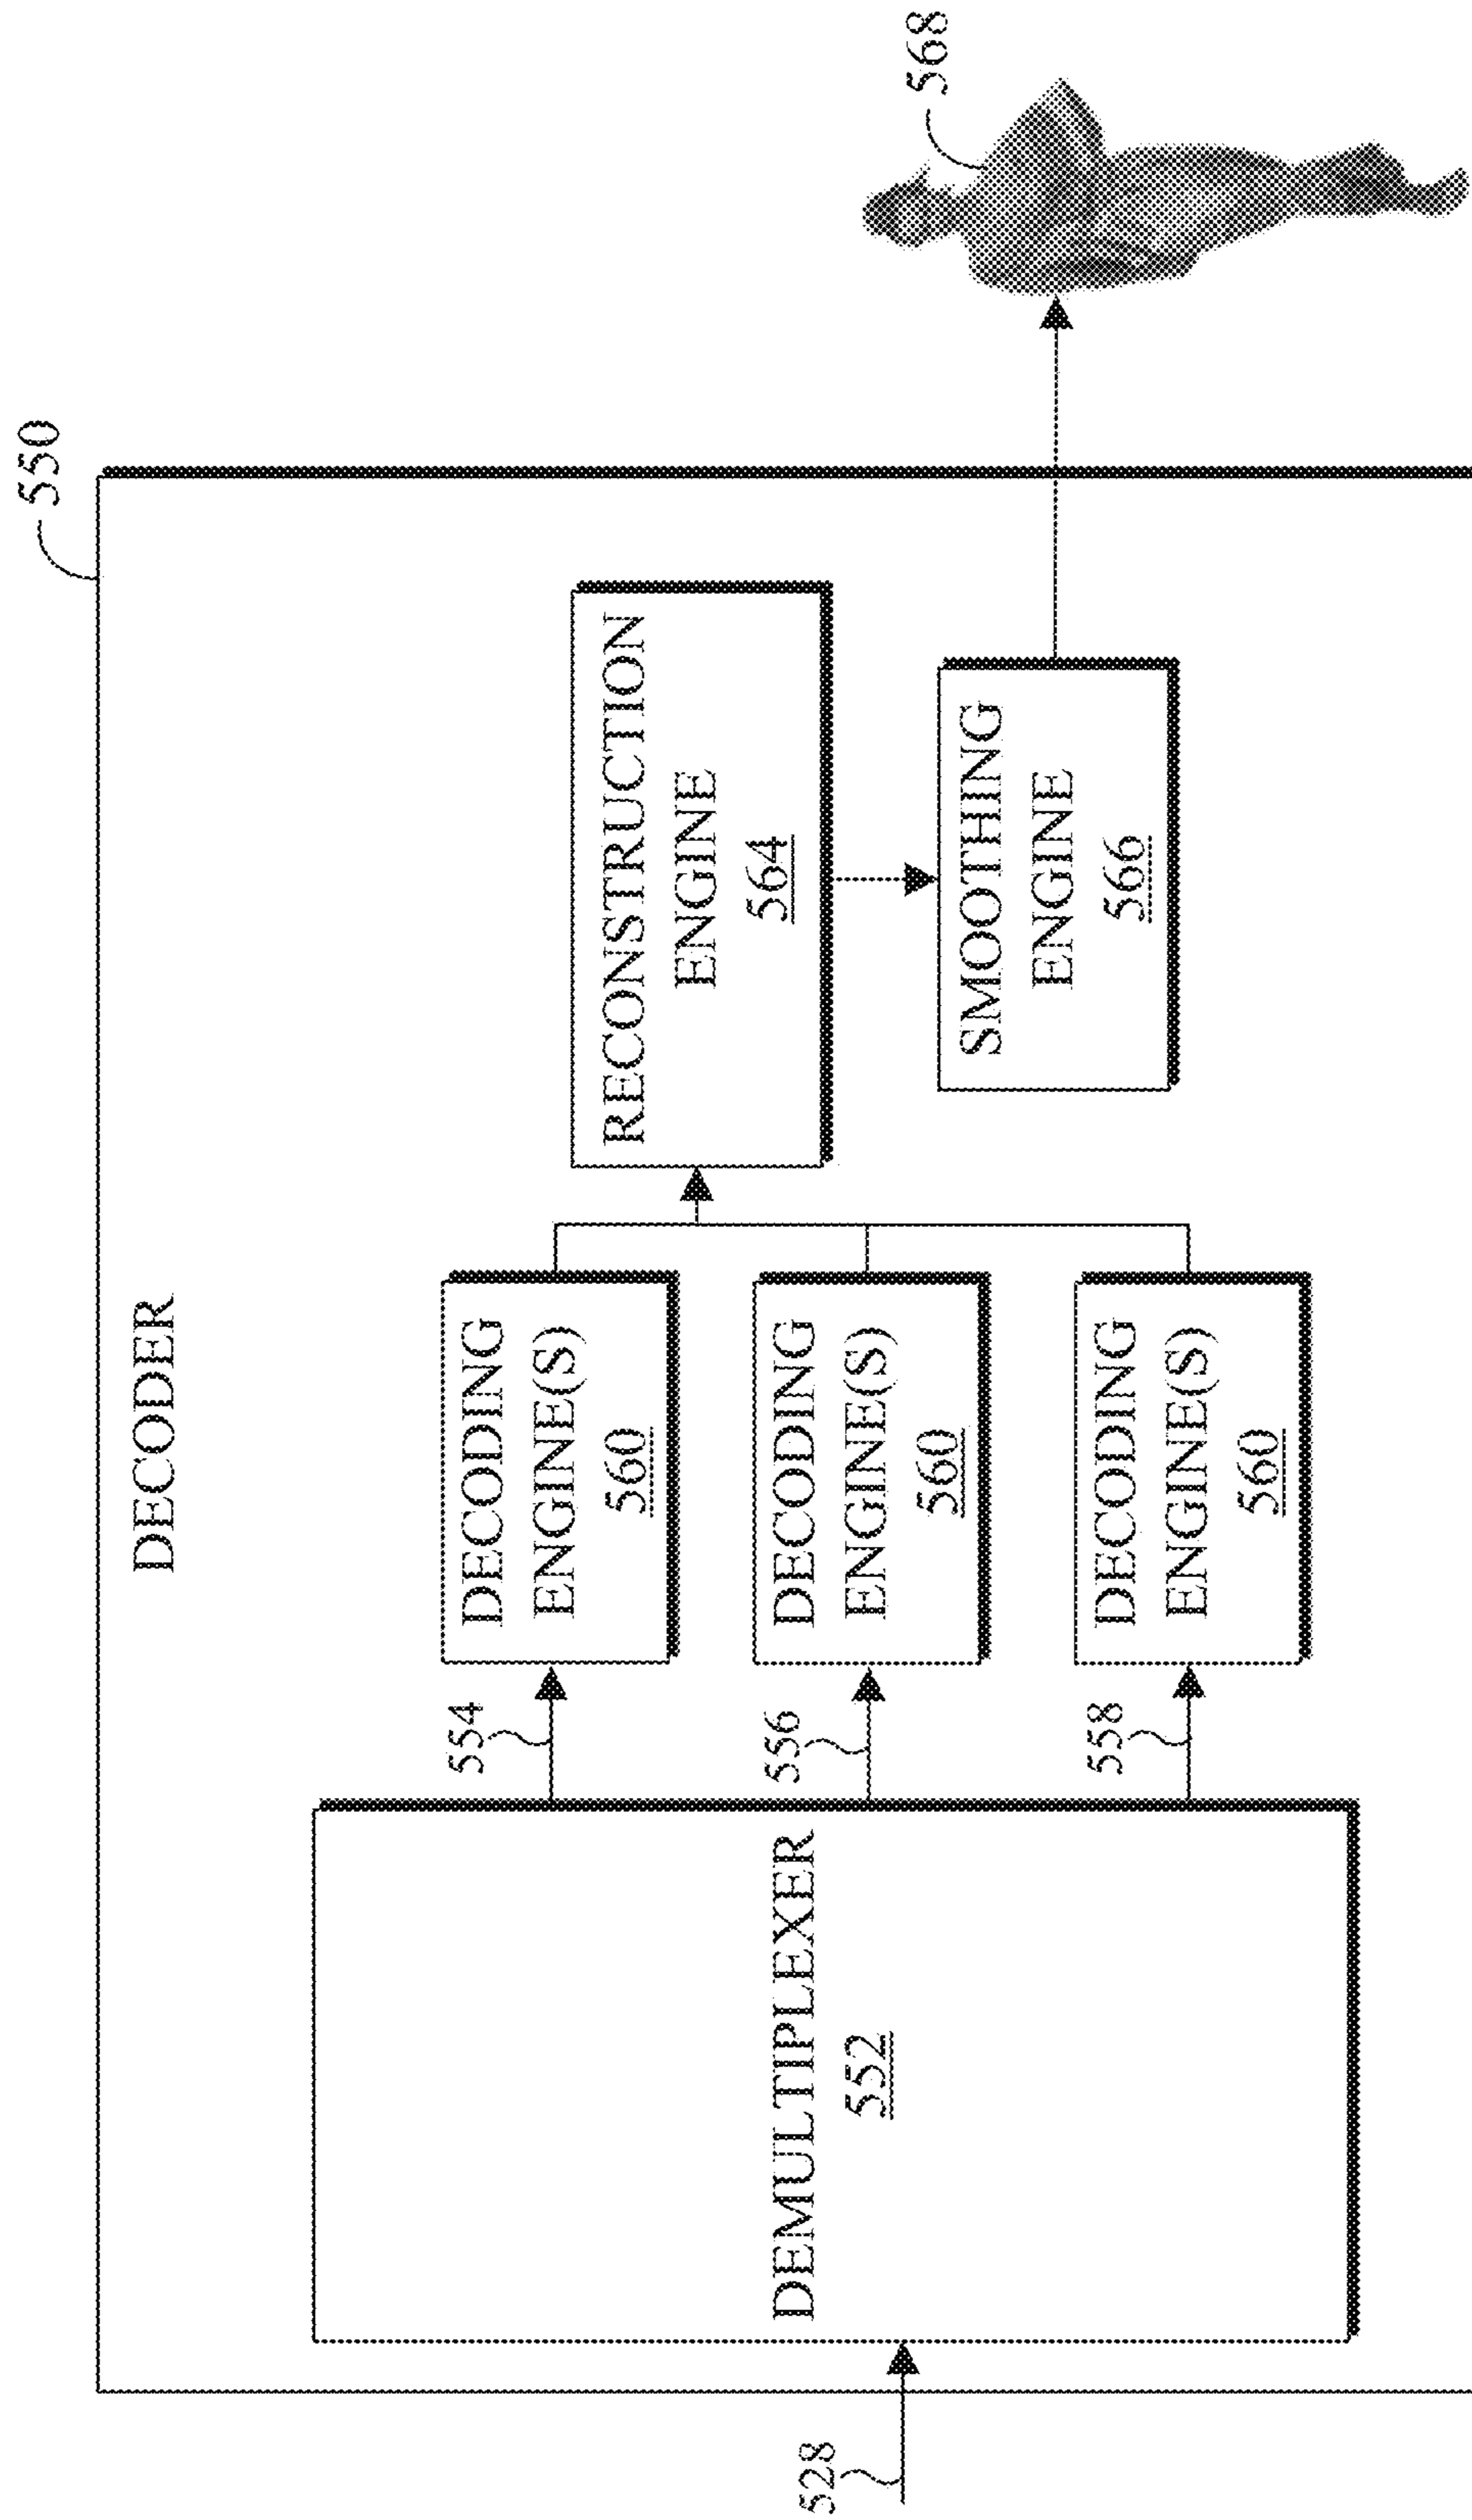 550
DECODER
528
DEMULTIPLEXER
552
554
556
558
DECODING
ENGINE(S)
560
DECODING
ENGINE(S)
560
DECODING
ENGINE(S)
560
RECONSTRUCTION
ENGINE
564
SMOOTHING
ENGINE
566
568